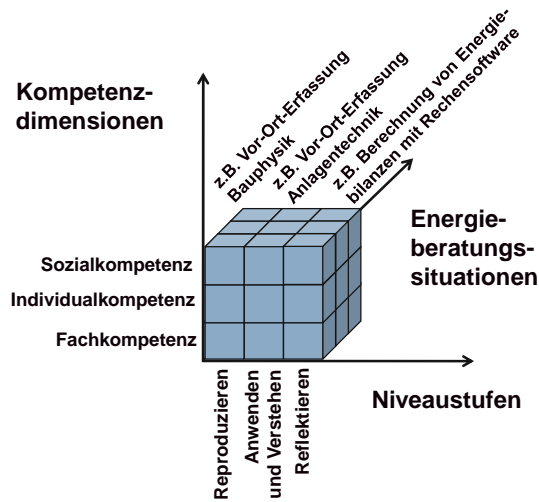 Kompetenz-
dimensionen
z.B. Vor-Ort-Erfassung
Bauphysik
z.B. Vor-Ort-Erfassung
Anlagentechnik
z.B. Berechnung von Energie-
bilanzen mit Rechensoftware
Energie-
beratungs-
situationen
Sozialkompetenz
Individualkompetenz
Fachkompetenz
Niveaustufen
Reproduzieren
Anwenden
und Verstehen
Reflektieren